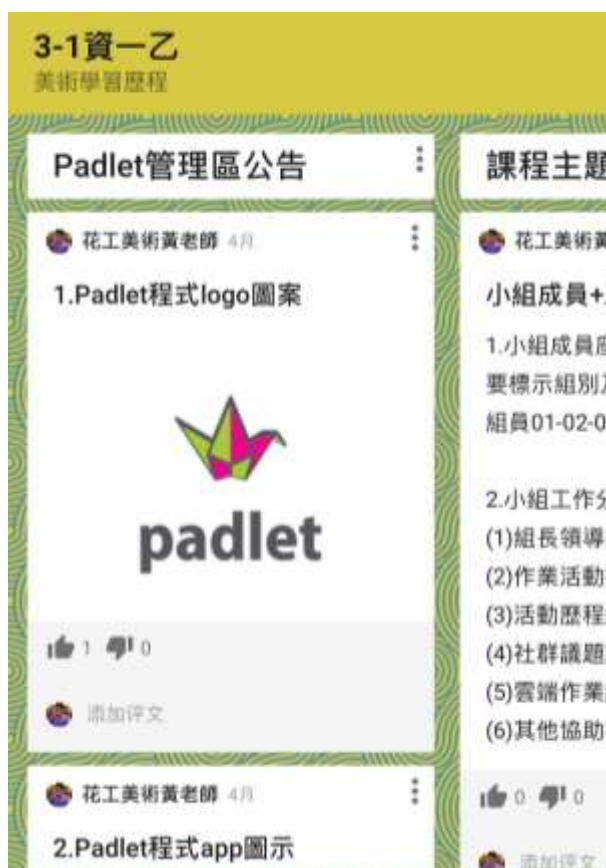 3-1資一乙
美術學習歷程
Padlet管理區公告
花工美術黃老師 4月
1.Padlet程式logo圖案
padlet
1 0
添加评文
花工美術黃老師 4月
2.Padlet程式app圖示
課程主題
花工美術黃
小組成員+
1.小組成員
要標示組別
組員01-02-0
2.小組工作分
(1)組長領導
(2)作業活動
(3)活動歷程
(4)社群議題
(5)雲端作業
(6)其他協助
0 0
添加评文